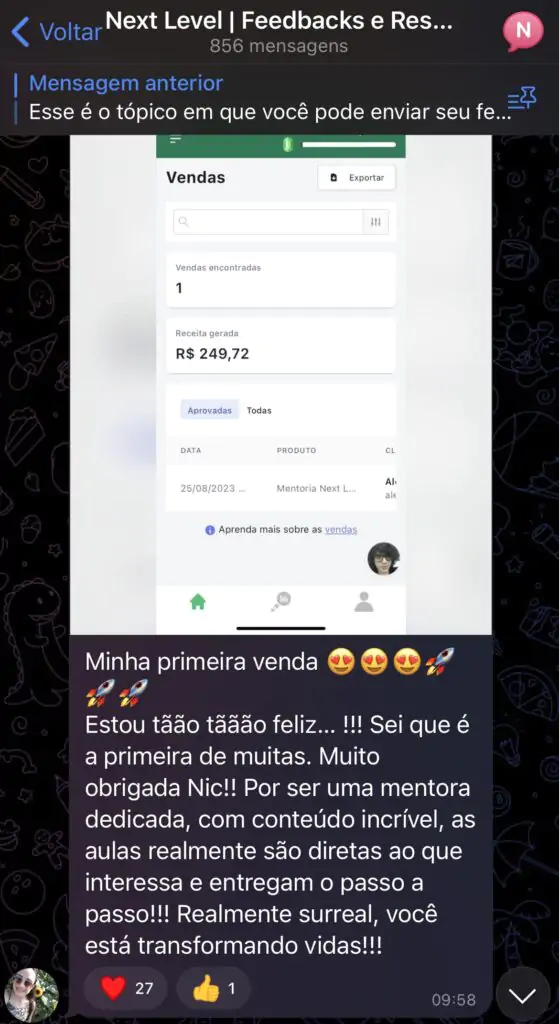 Voltar
Next Level | Feedbacks e Res...
856 mensagens
N
Mensagem anterior
Esse é o tópico em que você pode enviar seu fe...
Vendas
Exportar
Vendas encontradas
1
Receita gerada
R$ 249,72
Aprovadas Todas
DATA PRODUTO CL
25/08/2023 ... Mentoria Next L... Al
ale
Aprenda mais sobre as vendas
Minha primeira venda 😍😍😍🚀
🚀🚀
Estou tãão tããão feliz... !!! Sei que é
a primeira de muitas. Muito
obrigada Nic!! Por ser uma mentora
dedicada, com conteúdo incrível, as
aulas realmente são diretas ao que
interessa e entregam o passo a
passo!!! Realmente surreal, você
está transformando vidas!!!
❤️ 27 👍 1
09:58